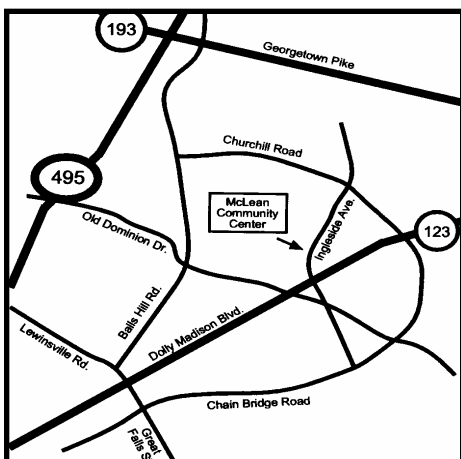 193
Georgetown Pike
Churchill Road
495
McLean
Community
Center
Ingleside Ave.
123
Old Dominion Dr.
Balls Hill Rd.
Dolly Madison Blvd.
Lewinsville Rd.
Chain Bridge Road
Great
Falls S